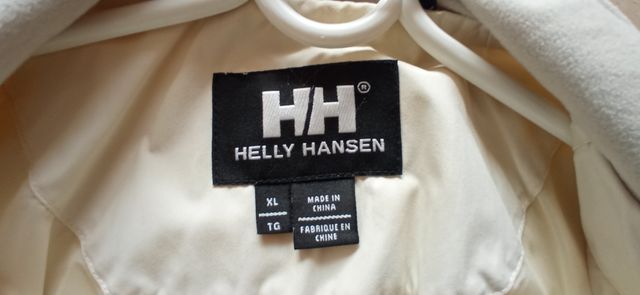 HH®
HELLY HANSEN
XL
TG
MADE IN
CHINA
FABRIQUE EN
CHINE